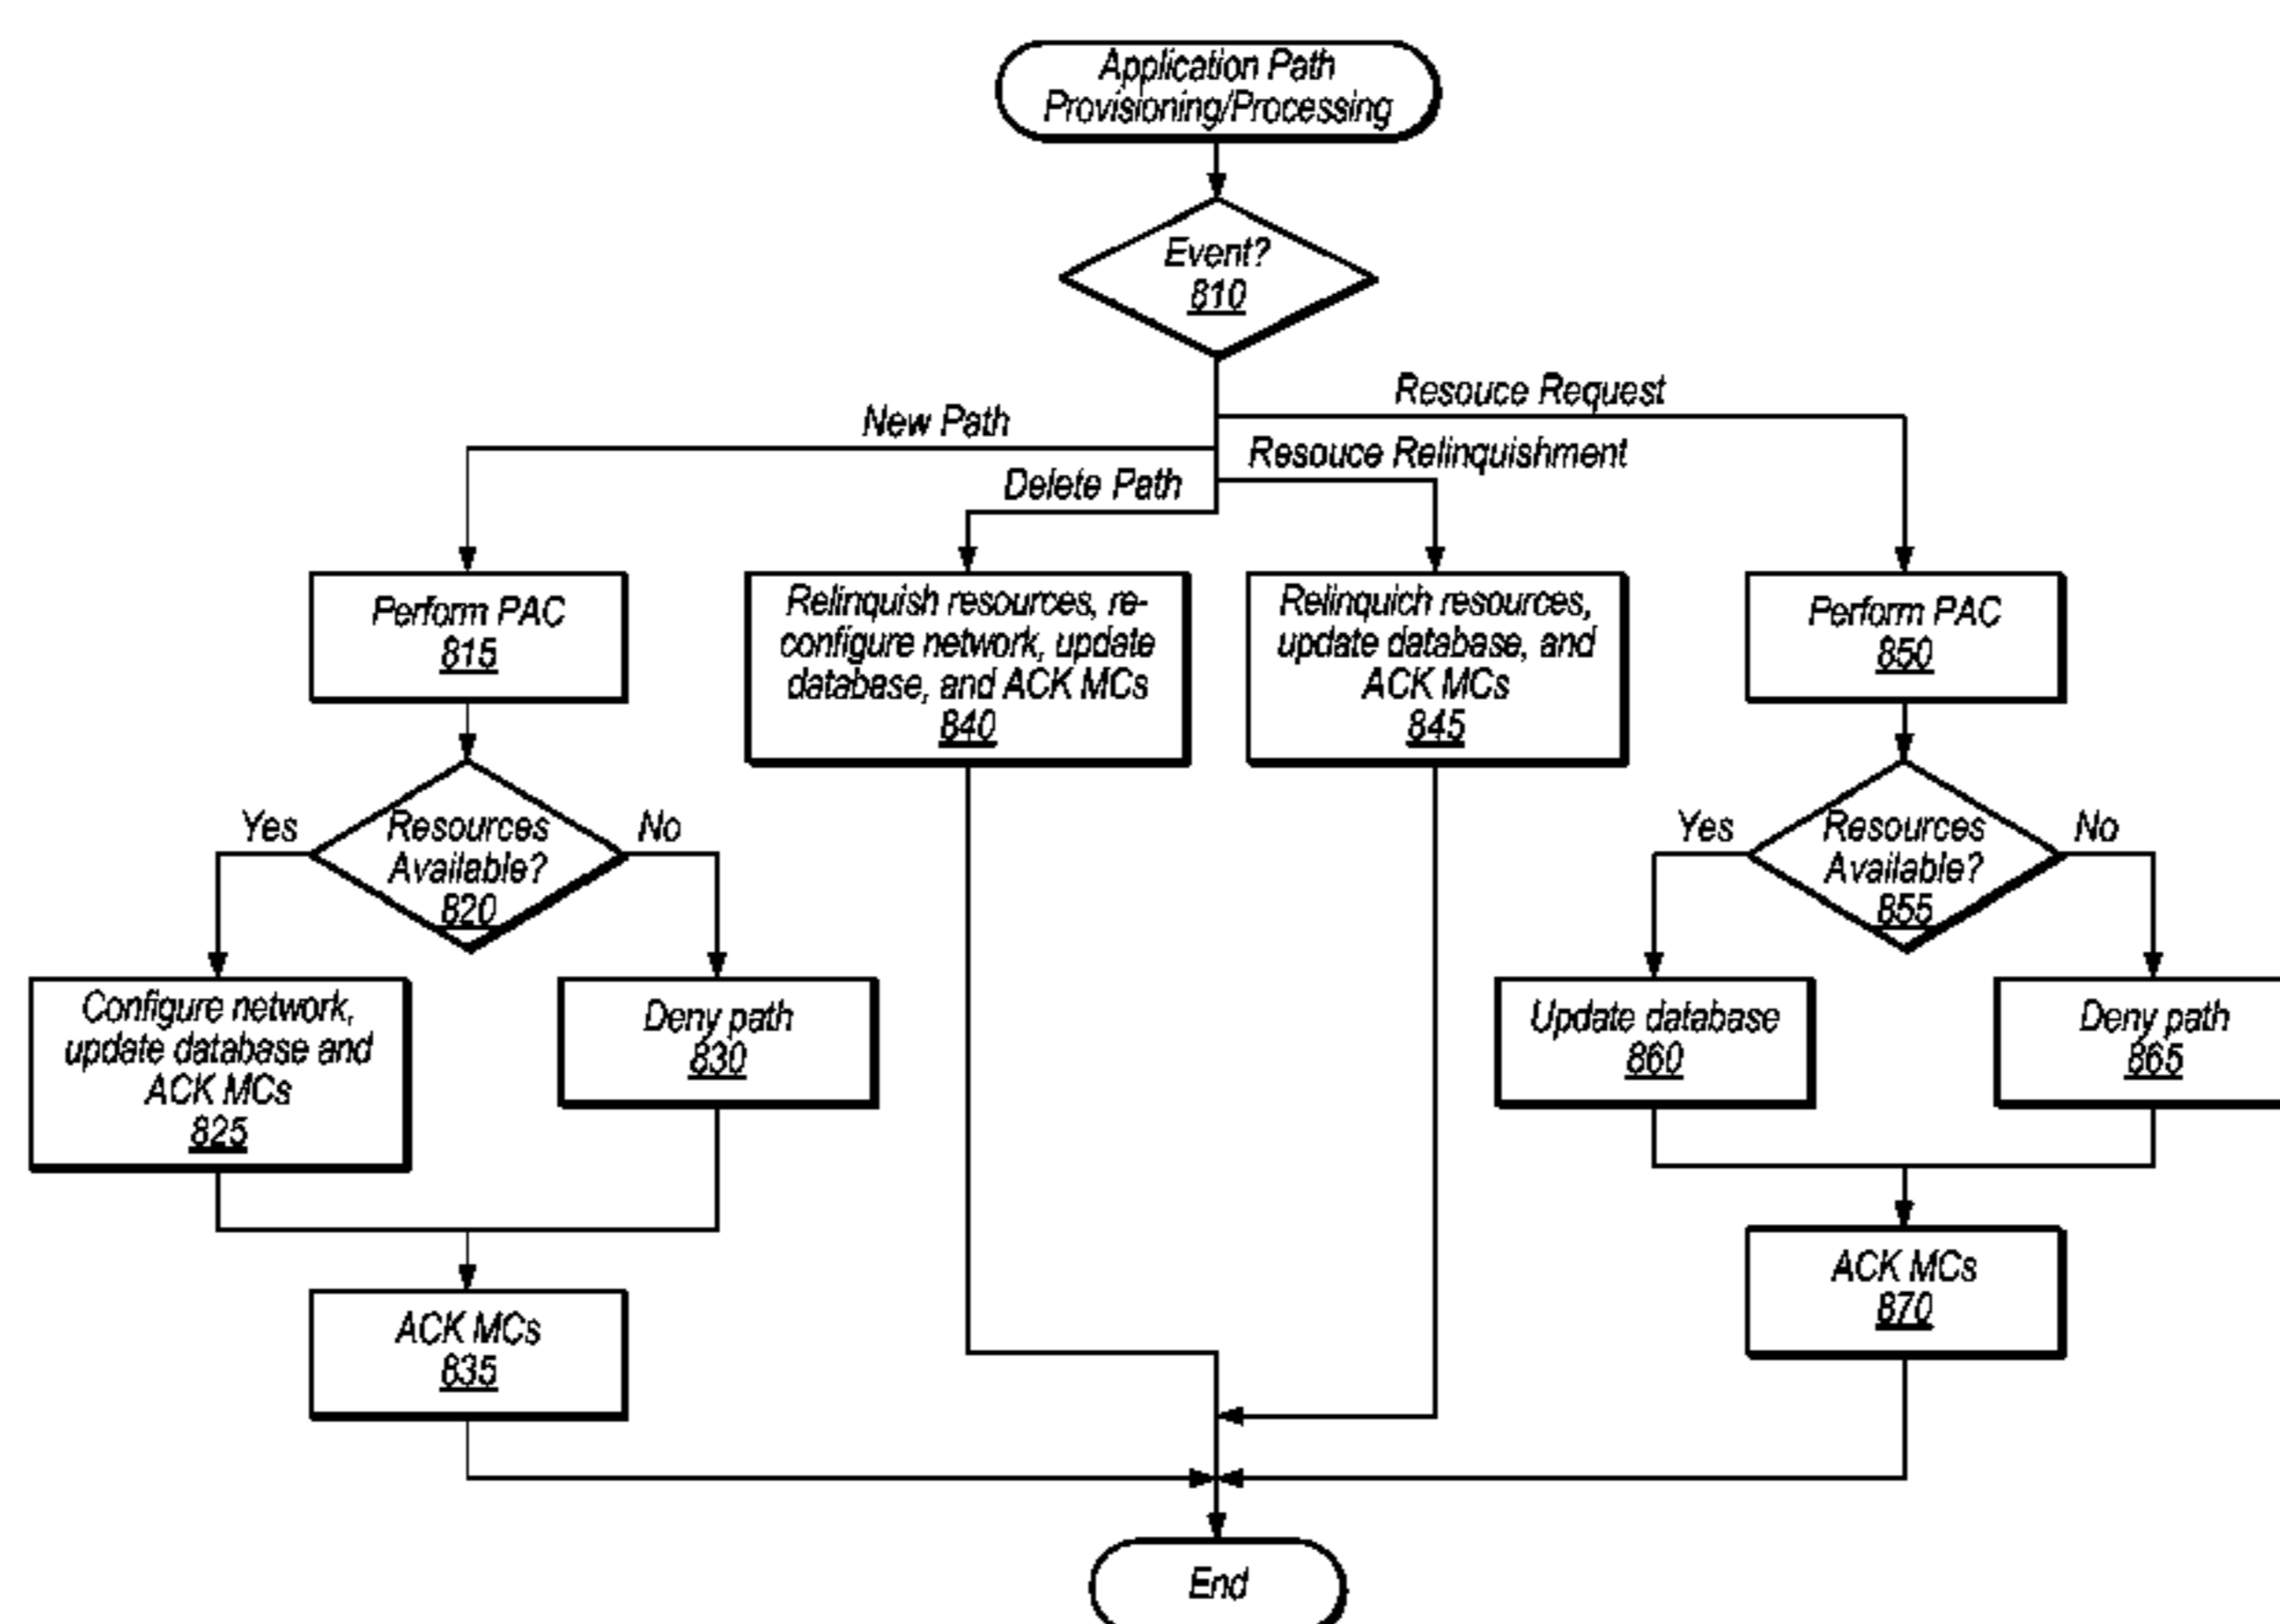 Application Path
Provisioning/Processing
Event?
810
Resouce Request
New Path
Resouce Relinquishment
Delete Path
Perform PAC
815
Relinquish resources, re-
configure network, update
database, and ACK MCs
840
Relinquich resources,
update database, and
ACK MCs
845
Perform PAC
850
Yes
Resources
Available?
820
No
Yes
Resources
Available?
855
No
Configure network,
update database and
ACK MCs
825
Deny path
830
Update database
860
Deny path
865
ACK MCs
835
ACK MCs
870
End